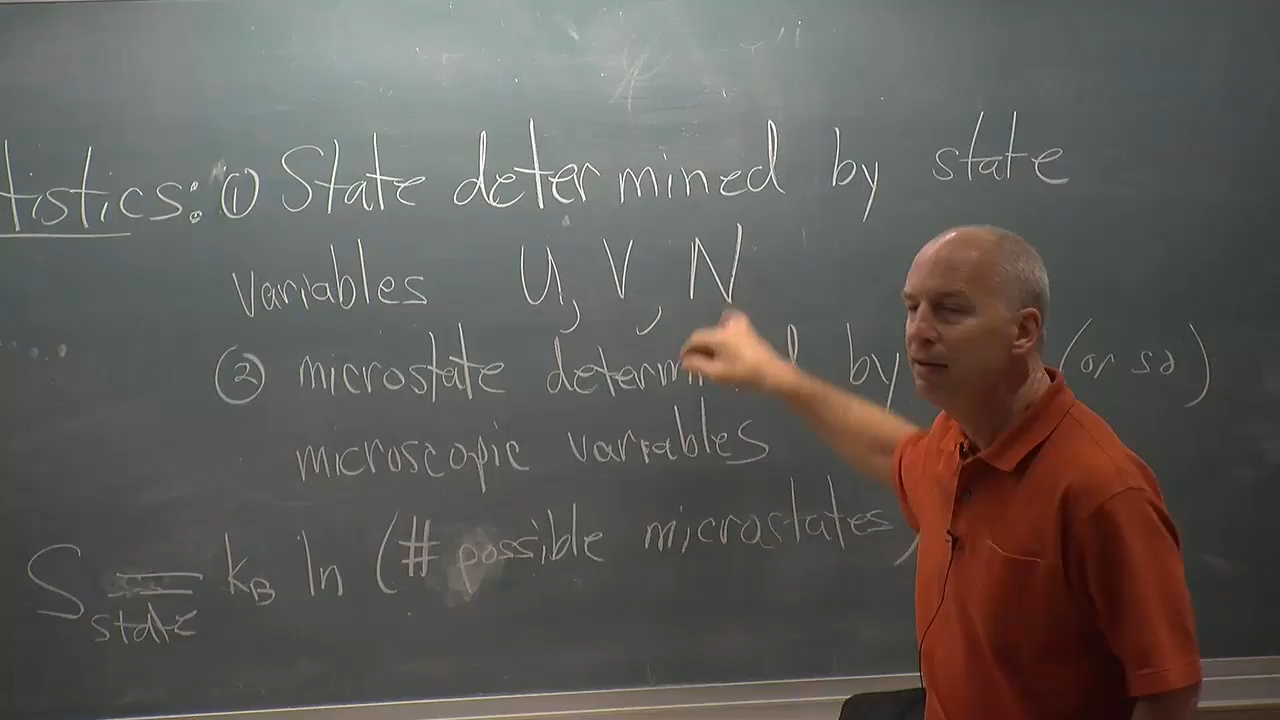 tistics: ① State determined by state
variables U, V, N
② microstate determined by (or so)
microscopic variables
S state = k_B ln (# possible microstates)